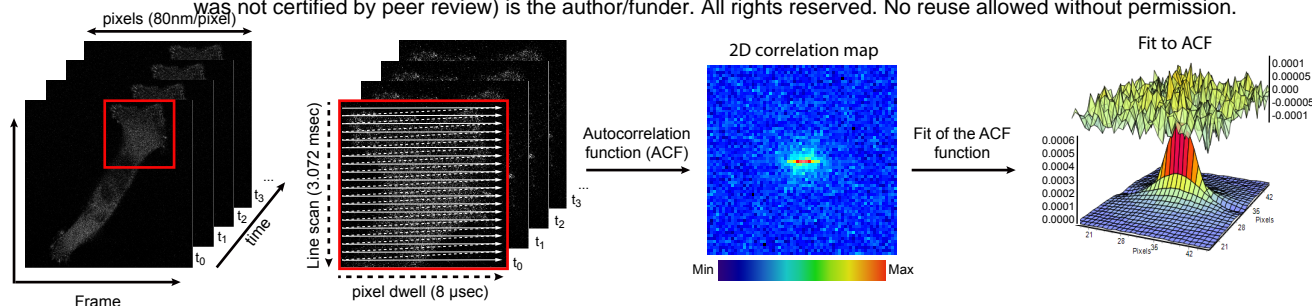 was not certified by peer review) is the author/funder. All rights reserved. No reuse allowed without permission.
pixels (80nm/pixel)
t0
t1
t2
t3
...
time
Frame
Line scan (3.072 msec)
pixel dwell (8 µsec)
t0
t1
t2
t3
...
Autocorrelation
function (ACF)
2D correlation map
Min
Max
Fit of the ACF
function
Fit to ACF
0.0001
0.00005
0.000
-0.00005
-0.0001
0.0006
0.0005
0.0004
0.0003
0.0002
0.0001
0.0000
21
28
Pixels
35
42
21
28
35
Pixels
42